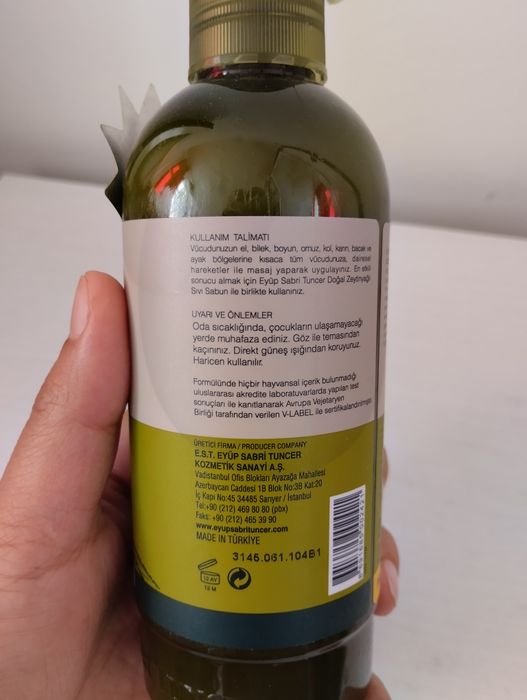 KULLANIM TALİMATI
Vücudunuzun el, bilek, boyun, omuz, kol, karın, bacak ve
ayak bölgelerine kısaca tüm vücudunuza, dairesel
hareketler ile masaj yaparak uygulayınız. En etkili
sonucu almak için Eyüp Sabri Tuncer Doğal Zeytinyağlı
Sıvı Sabun ile birlikte kullanınız.
UYARI VE ÖNLEMLER
Oda sıcaklığında, çocukların ulaşamayacağı
yerde muhafaza ediniz. Göz ile temasından
kaçınınız. Direkt güneş ışığından koruyunuz.
Haricen kullanılır.
Formülünde hiçbir hayvansal içerik bulunmadığı
uluslararası akredite laboratuvarlarda yapılan test
sonuçları ile kanıtlanarak Avrupa Vejetaryen
Birliği tarafından verilen V-LABEL ile sertifikalandırılmıştır.
ÜRETİCİ FİRMA / PRODUCER COMPANY
E.S.T. EYÜP SABRİ TUNCER
KOZMETİK SANAYİ A.Ş.
Vadistanbul Ofis Blokları Ayazağa Mahallesi
Azerbaycan Caddesi 1B Blok No:3B Kat:20
İç Kapı No:45 34485 Sarıyer / İstanbul
Tel:+90 (212) 469 80 80 (pbx)
Faks: +90 (212) 465 39 90
www.eyupsabrituncer.com
MADE IN TÜRKİYE
3146.061.104B1
12 AY
12 M